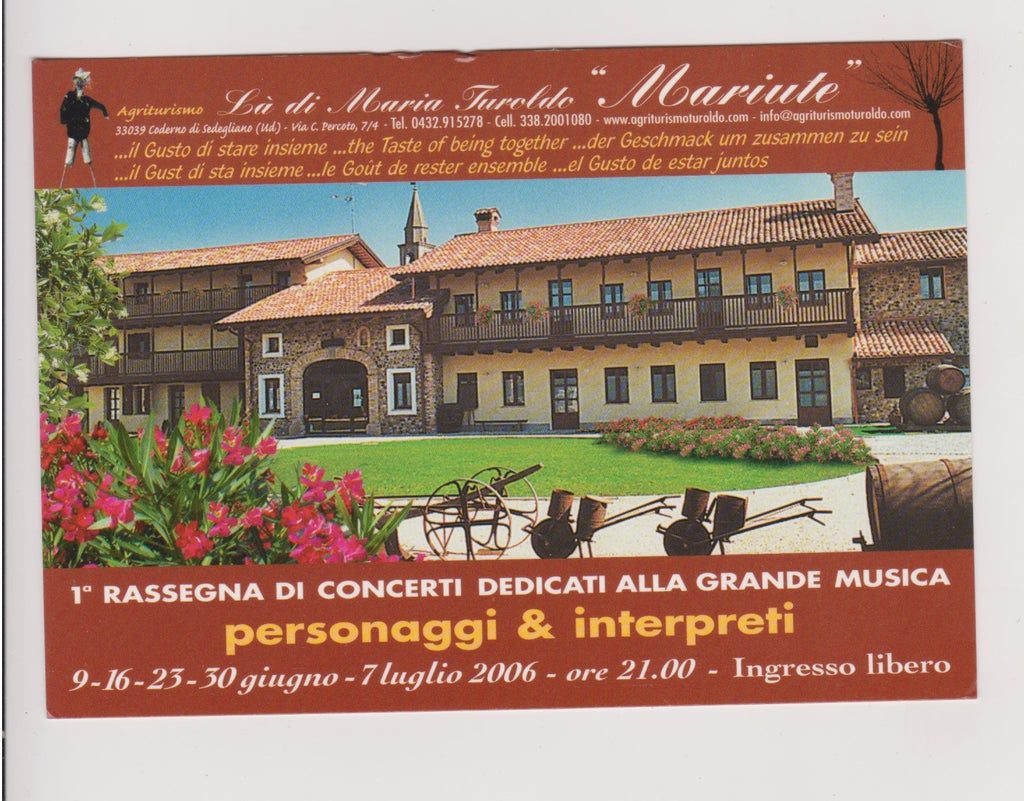 Agriturismo Là di Maria Turoldo “Mariute”
33039 Coderno di Sedegliano (Ud) - Via C. Percoto, 7/4 - Tel. 0432.915278 - Cell. 338.2001080 - www.agriturismoturoldo.com - info@agriturismoturoldo.com
...il Gusto di stare insieme ...the Taste of being together ...der Geschmack um zusammen zu sein
...il Gust di sta insieme ...le Goût de rester ensemble ...el Gusto de estar juntos
1ª RASSEGNA DI CONCERTI DEDICATI ALLA GRANDE MUSICA
personaggi & interpreti
9-16-23-30 giugno - 7 luglio 2006 - ore 21.00 - Ingresso libero